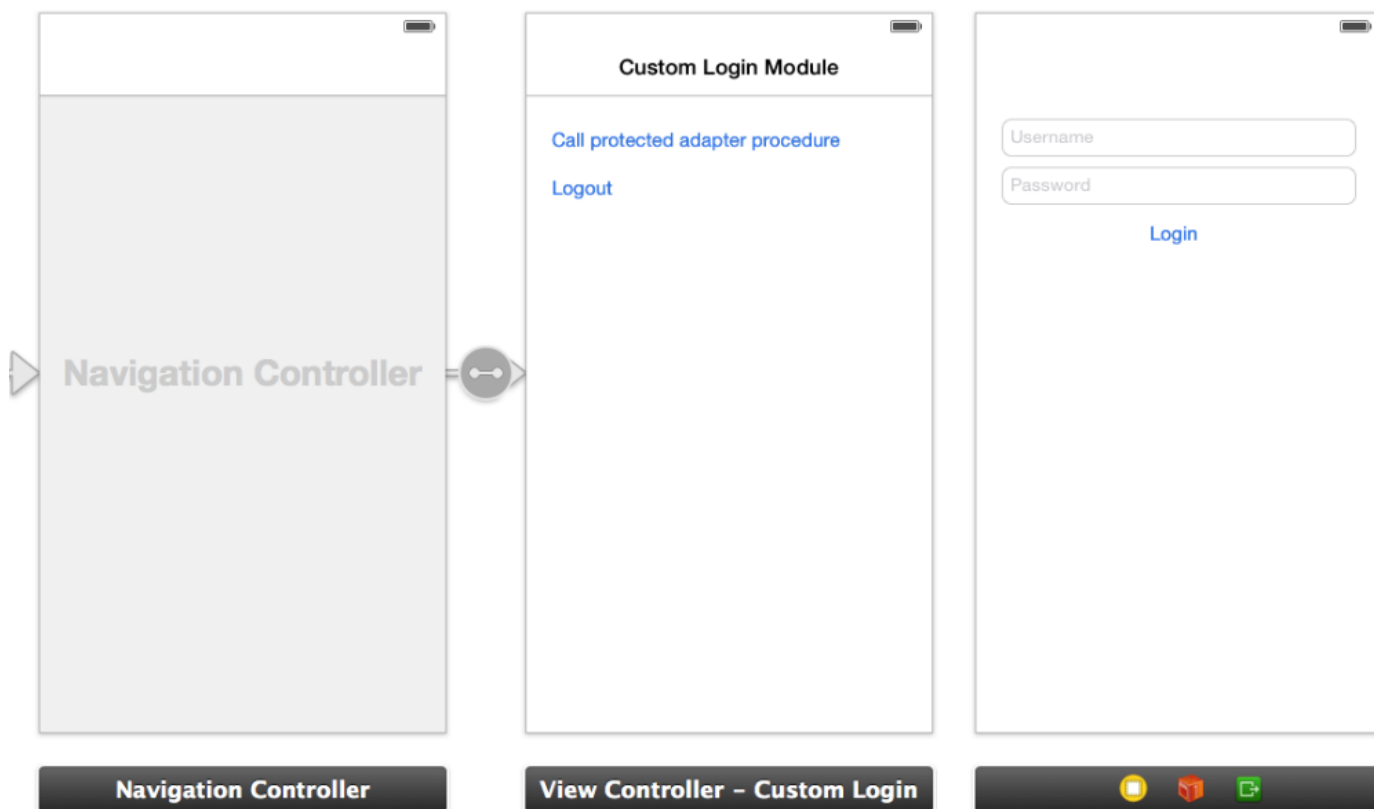 Navigation Controller
Navigation Controller
Custom Login Module
Call protected adapter procedure
Logout
View Controller – Custom Login
Username
Password
Login